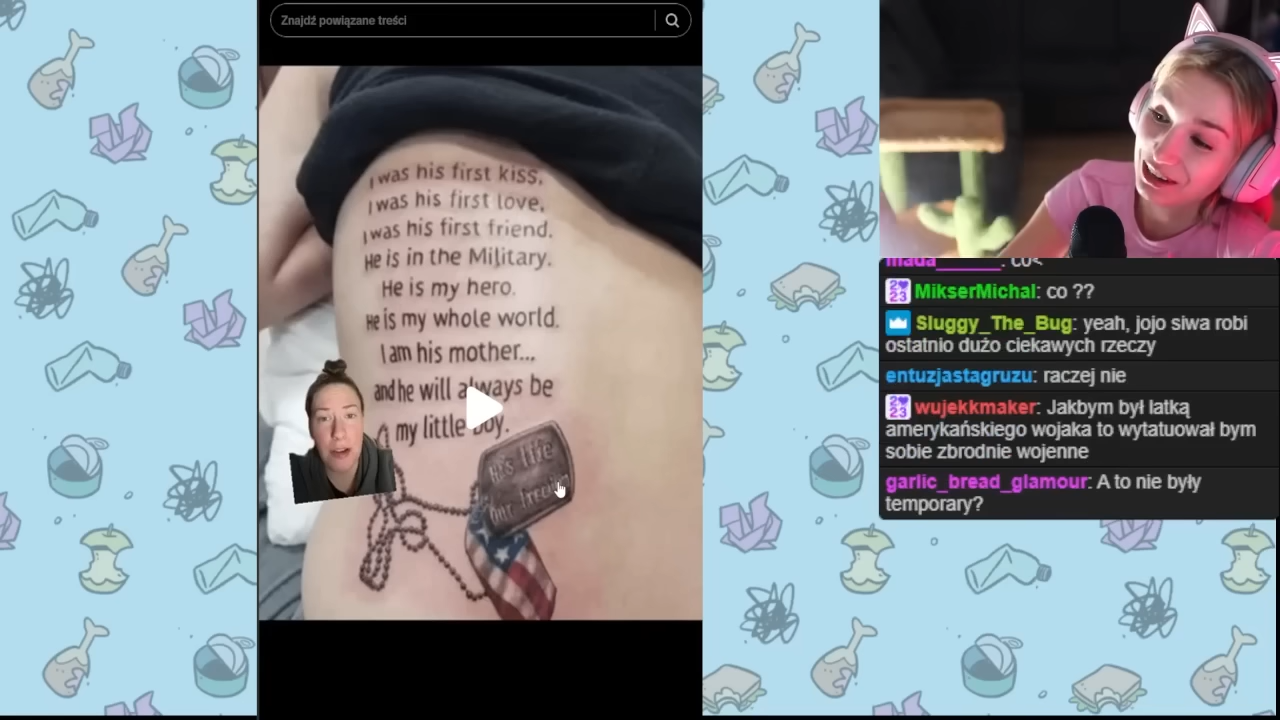 Znajdź powiązane treści
I was his first kiss,
I was his first love,
I was his first friend.
He is in the Military.
He is my hero.
He is my whole world.
I am his mother...
and he will always be
my little boy.
His life
Our
MikserMichal: co ??
Sluggy_The_Bug: yeah, jojo siwa robi
ostatnio dużo ciekawych rzeczy
entuzjastagruzu: raczej nie
wujekkmaker: Jakbym był latką
amerykańskiego wojaka to wytatuował bym
sobie zbrodnie wojenne
garlic_bread_glamour: A to nie były
temporary?